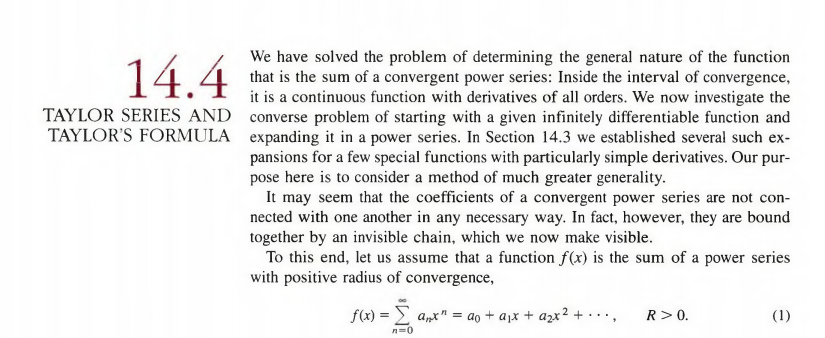 14.4
TAYLOR SERIES AND
TAYLOR'S FORMULA
We have solved the problem of determining the general nature of the function
that is the sum of a convergent power series: Inside the interval of convergence,
it is a continuous function with derivatives of all orders. We now investigate the
converse problem of starting with a given infinitely differentiable function and
expanding it in a power series. In Section 14.3 we established several such ex-
pansions for a few special functions with particularly simple derivatives. Our pur-
pose here is to consider a method of much greater generality.
It may seem that the coefficients of a convergent power series are not con-
nected with one another in any necessary way. In fact, however, they are bound
together by an invisible chain, which we now make visible.
To this end, let us assume that a function f(x) is the sum of a power series
with positive radius of convergence,
f(x) = ∑_{n=0}^{∞} aₙxⁿ = a₀ + a₁x + a₂x² + · · · , R > 0. (1)